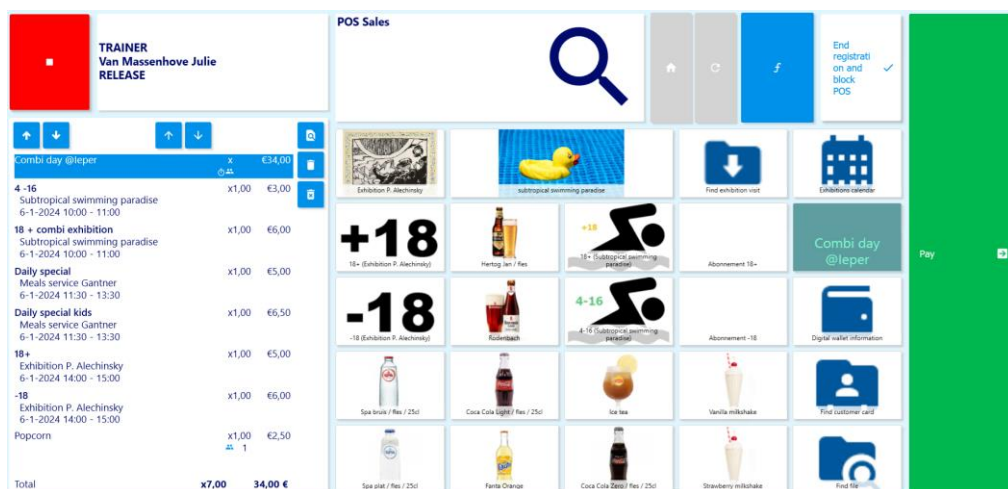 TRAINER
Van Massenhove Julie
RELEASE
POS Sales
End
registrati
on and
block
POS
Combi day @Ieper x €34,00
4 -16 x1,00 €3,00
Subtropical swimming paradise
6-1-2024 10:00 - 11:00
18 + combi exhibition x1,00 €6,00
Subtropical swimming paradise
6-1-2024 10:00 - 11:00
Daily special x1,00 €5,00
Meals service Gantner
6-1-2024 11:30 - 13:30
Daily special kids x1,00 €6,50
Meals service Gantner
6-1-2024 11:30 - 13:30
18+ x1,00 €5,00
Exhibition P. Alechinsky
6-1-2024 14:00 - 15:00
-18 x1,00 €6,00
Exhibition P. Alechinsky
6-1-2024 14:00 - 15:00
Popcorn x1,00 €2,50
1
Total x7,00 34,00 €
Exhibition P. Alechinsky
subtropical swimming paradise
Find exhibition visit
Exhibitions calendar
+18
18+ (Exhibition P. Alechinsky)
Hertog Jan / fles
+18
18+ (Subtropical swimming
paradise)
Abonnement 18+
Combi day
@Ieper
-18
-18 (Exhibition P. Alechinsky)
Rodenbach
4-16
4-16 (Subtropical swimming
paradise)
Abonnement -18
Digital wallet information
Spa bruis / fles / 25cl
Coca Cola Light / fles / 25cl
Ice tea
Vanilla milkshake
Find customer card
Spa plat / fles / 25cl
Fanta Orange
Coca Cola Zero / fles / 25cl
Strawberry milkshake
Find file
Pay